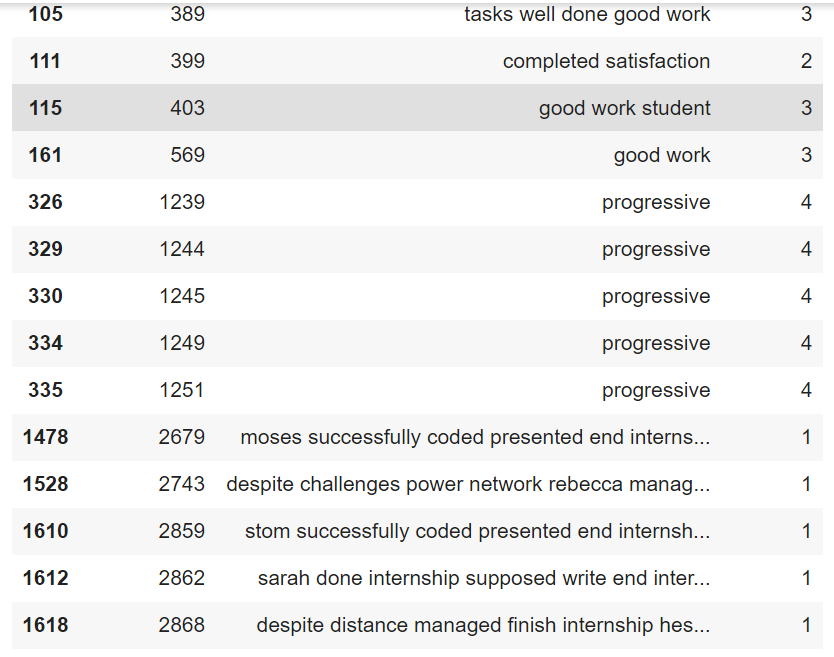 105 389 tasks well done good work 3
111 399 completed satisfaction 2
115 403 good work student 3
161 569 good work 3
326 1239 progressive 4
329 1244 progressive 4
330 1245 progressive 4
334 1249 progressive 4
335 1251 progressive 4
1478 2679 moses successfully coded presented end interns... 1
1528 2743 despite challenges power network rebecca manag... 1
1610 2859 stom successfully coded presented end internsh... 1
1612 2862 sarah done internship supposed write end inter... 1
1618 2868 despite distance managed finish internship hes... 1